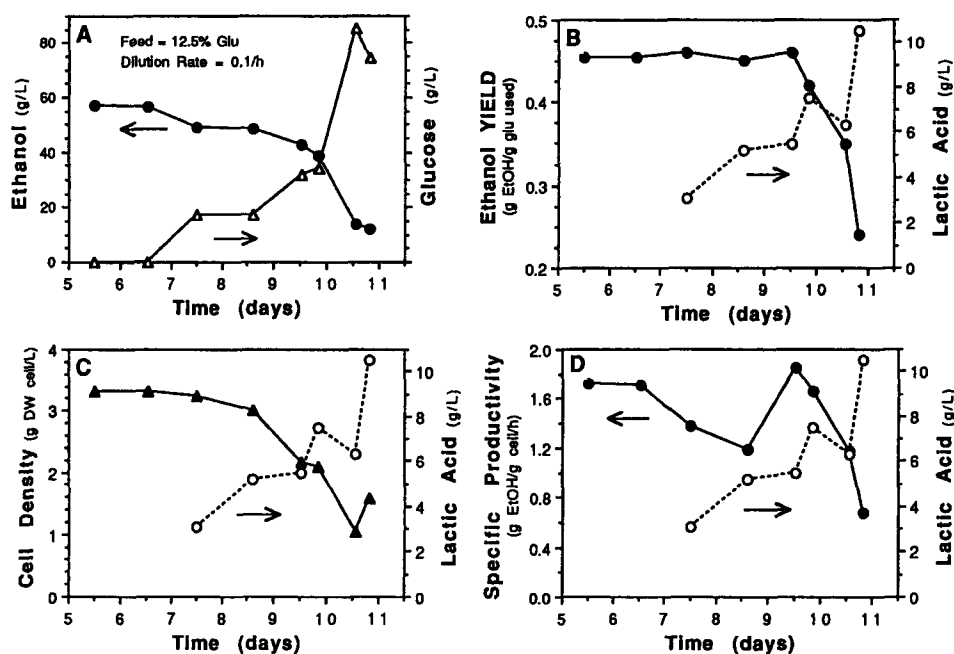 A
Feed = 12.5% Glu
Dilution Rate = 0.1/h
Ethanol (g/L)
80
60
40
20
0
Glucose (g/L)
5 6 7 8 9 10 11
Time (days)
B
Ethanol YIELD
(g EtOH/g glu used)
0.5
0.4
0.3
0.2
Lactic Acid (g/L)
10
8
6
4
2
0
5 6 7 8 9 10 11
Time (days)
C
Cell Density (g DW cell/L)
4
3
2
1
0
Lactic Acid (g/L)
10
8
6
4
2
0
5 6 7 8 9 10 11
Time (days)
D
Specific Productivity
(g EtOH/g cell/h)
2.0
1.6
1.2
0.8
0.4
0.0
Lactic Acid (g/L)
10
8
6
4
2
0
5 6 7 8 9 10 11
Time (days)